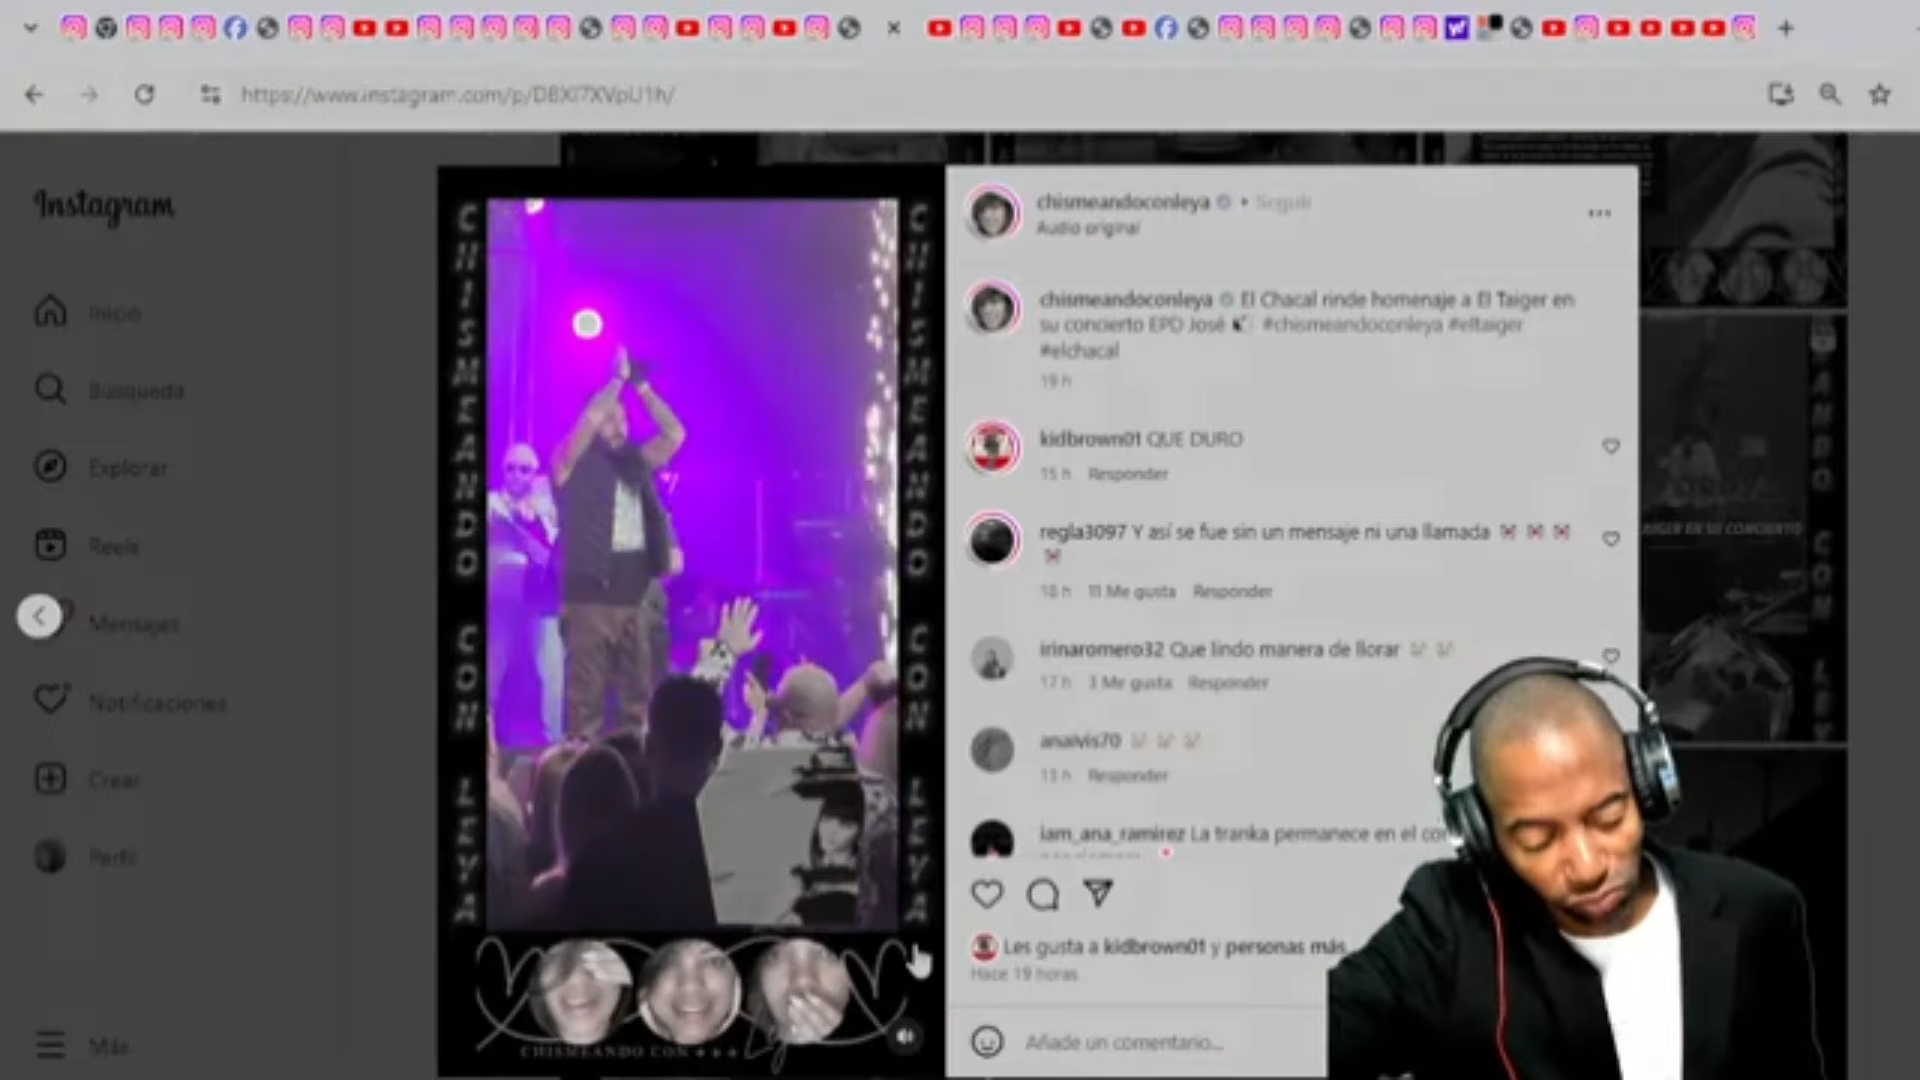 https://www.instagram.com/p/DBXI7XVpU1h/
Instagram
Inicio
Búsqueda
Explorar
Reels
Mensajes
Notificaciones
Crear
Perfil
Más
CHISMEANDO CON LEYA
CHISMEANDO CON LEYA
CHISMEANDO CON
chismeandoconleya • Seguir
Audio original
chismeandoconleya El Chacal rinde homenaje a El Taiger en
su concierto EPD José #chismeandoconleya #eltaiger
#elchacal
19 h
kidbrown01 QUE DURO
15 h Responder
regla3097 Y así se fue sin un mensaje ni una llamada
18 h 11 Me gusta Responder
irinaromero32 Que lindo manera de llorar
17 h 3 Me gusta Responder
anaivis70
13 h Responder
iam_ana_ramirez La tranka permanece en el
Les gusta a kidbrown01 y personas más
Hace 19 horas
Añade un comentario...